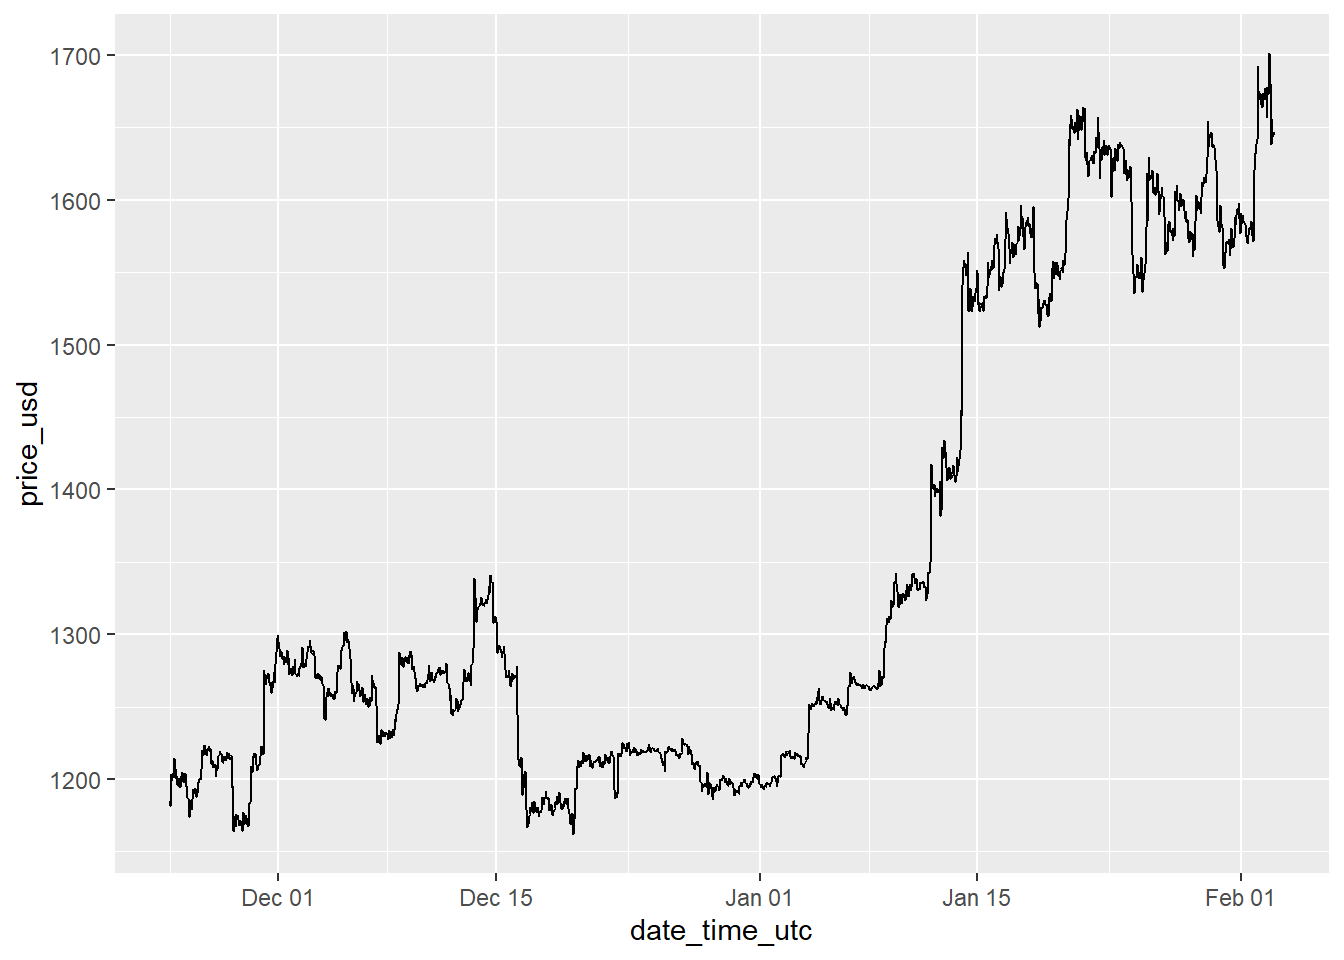 1700
1600
1500
1400
1300
1200
price_usd
Dec 01
Dec 15
Jan 01
Jan 15
Feb 01
date_time_utc